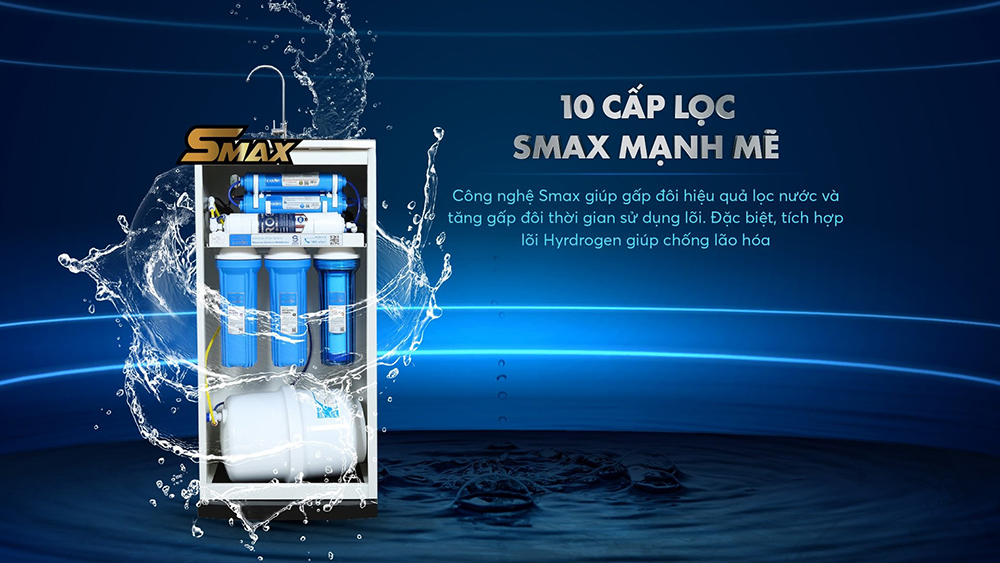 SMAX
10 CẤP LỌC
SMAX MẠNH MẼ
Công nghệ Smax giúp gấp đôi hiệu quả lọc nước và
tăng gấp đôi thời gian sử dụng lõi. Đặc biệt, tích hợp
lõi Hyrdrogen giúp chống lão hóa